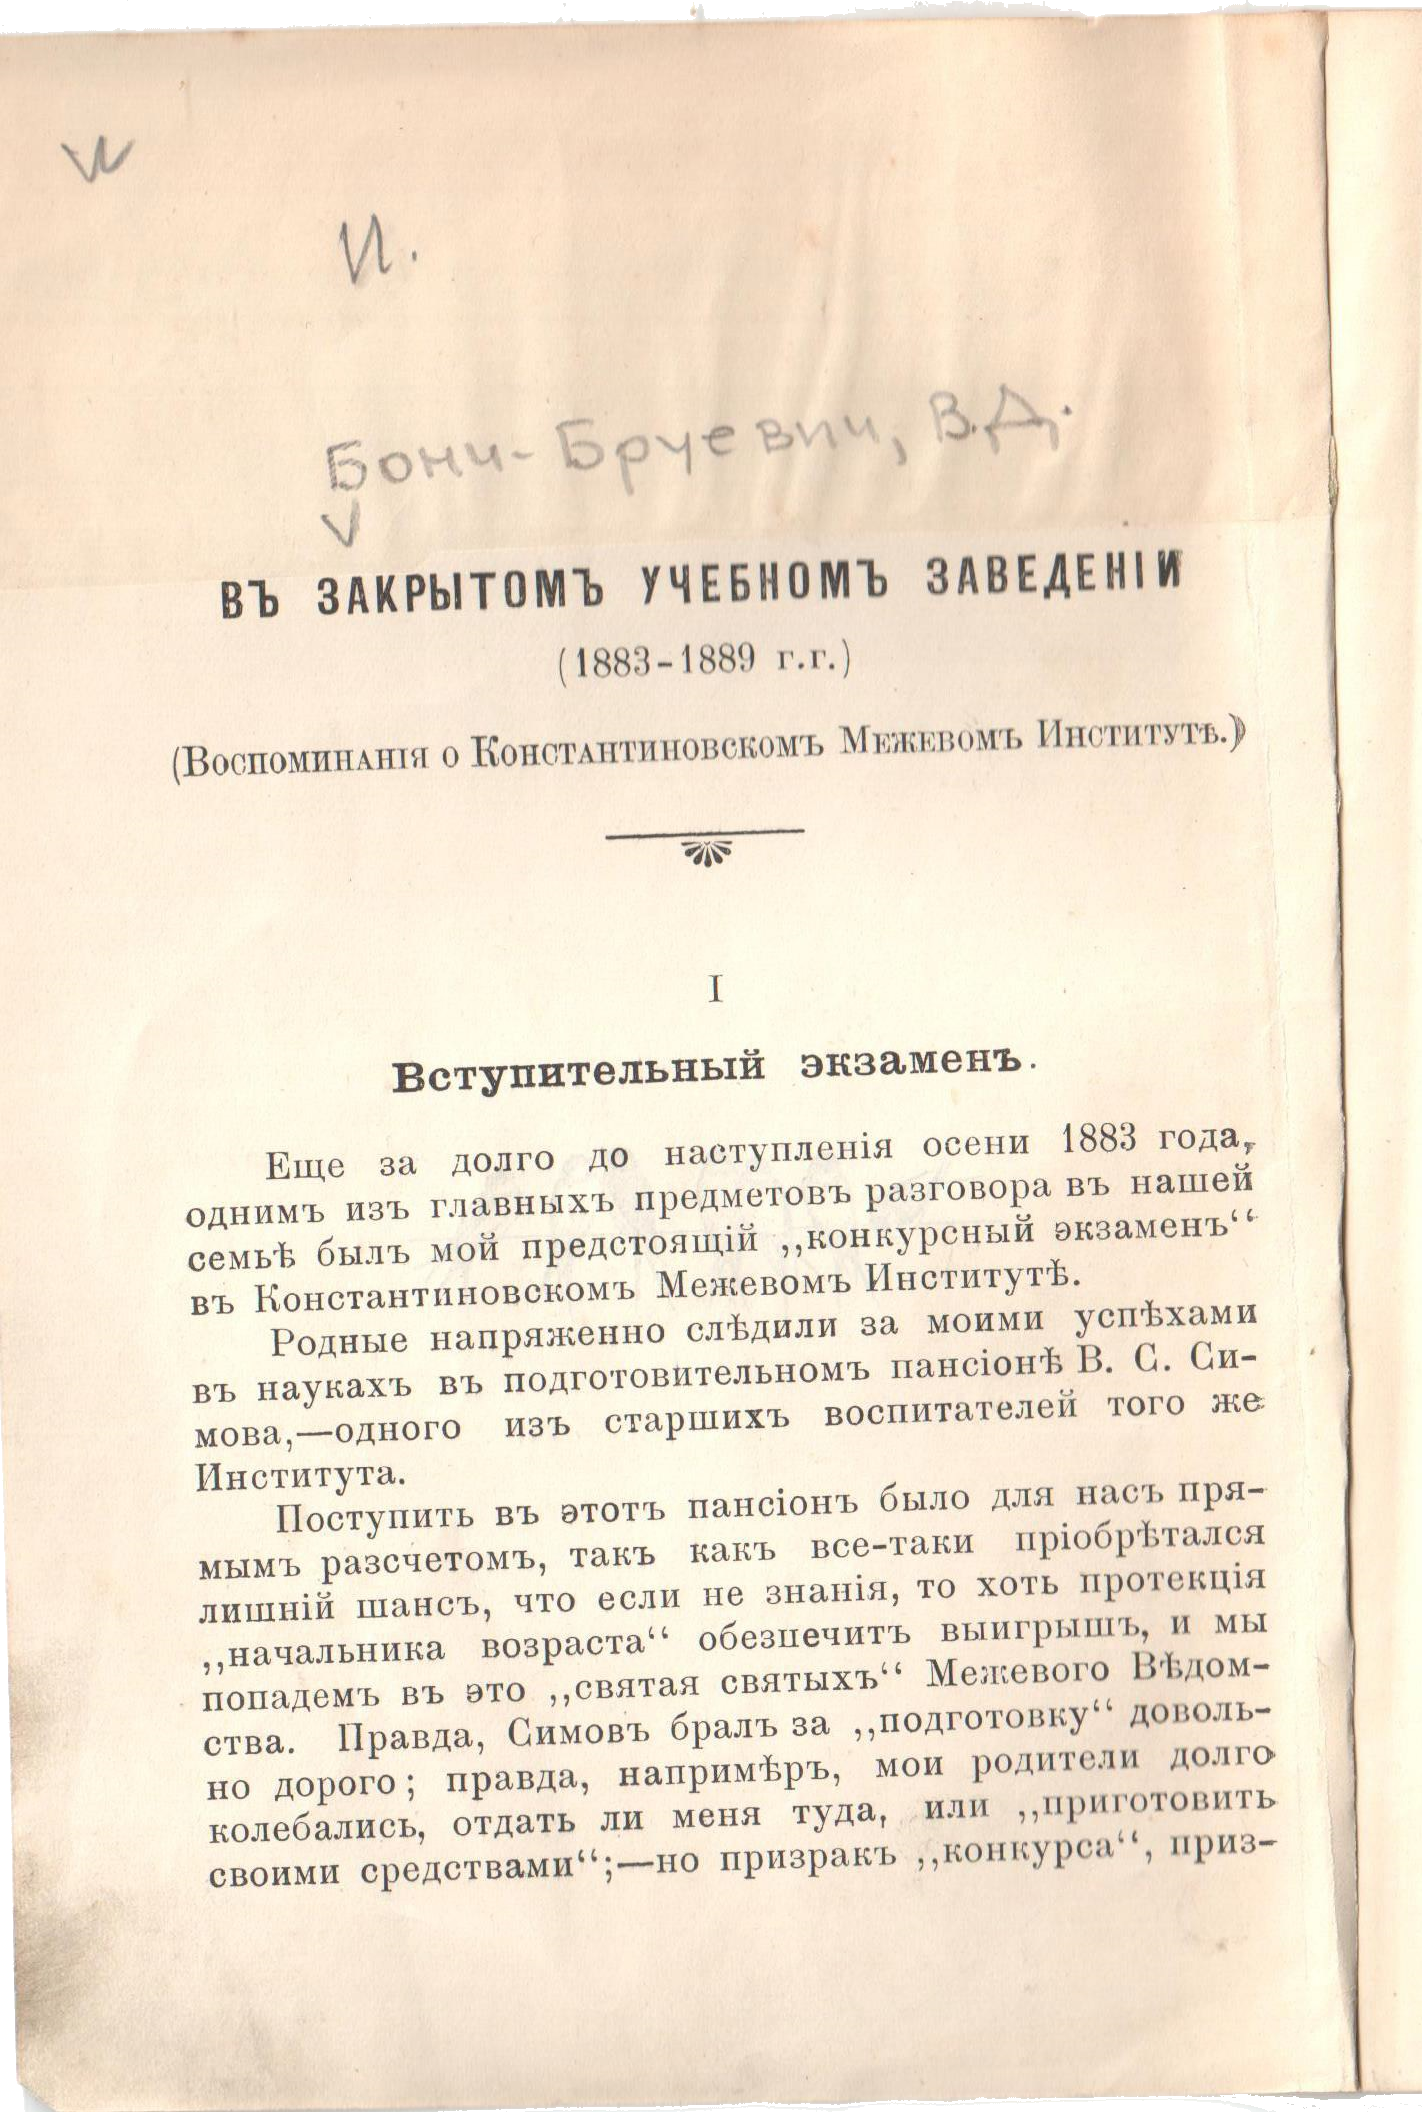 И
И.
Бонч-Бруевич, В.Д.
ВЪ ЗАКРЫТОМЪ УЧЕБНОМЪ ЗАВЕДЕНІИ
(1883-1889 г.г.)
(Воспоминанія о Константиновскомъ Межевомъ Институтѣ.)
I
Вступительный экзаменъ.
Еще за долго до наступленія осени 1883 года,
однимъ изъ главныхъ предметовъ разговора въ нашей
семьѣ былъ мой предстоящій ,,конкурсный экзаменъ“
въ Константиновскомъ Межевомъ Институтѣ.
Родные напряженно слѣдили за моими успѣхами
въ наукахъ въ подготовительномъ пансіонѣ В. С. Си-
мова,—одного изъ старшихъ воспитателей того же
Института.
Поступить въ этотъ пансіонъ было для насъ пря-
мымъ разсчетомъ, такъ какъ все-таки пріобрѣтался
лишній шансъ, что если не знанія, то хоть протекція
,,начальника возраста“ обезпечитъ выигрышъ, и мы
попадемъ въ это ,,святая святыхъ“ Межевого Вѣдом-
ства. Правда, Симовъ бралъ за ,,подготовку“ доволь-
но дорого; правда, напримѣръ, мои родители долго
колебались, отдать ли меня туда, или ,,приготовить
своими средствами“;—но призракъ ,,конкурса“, приз-